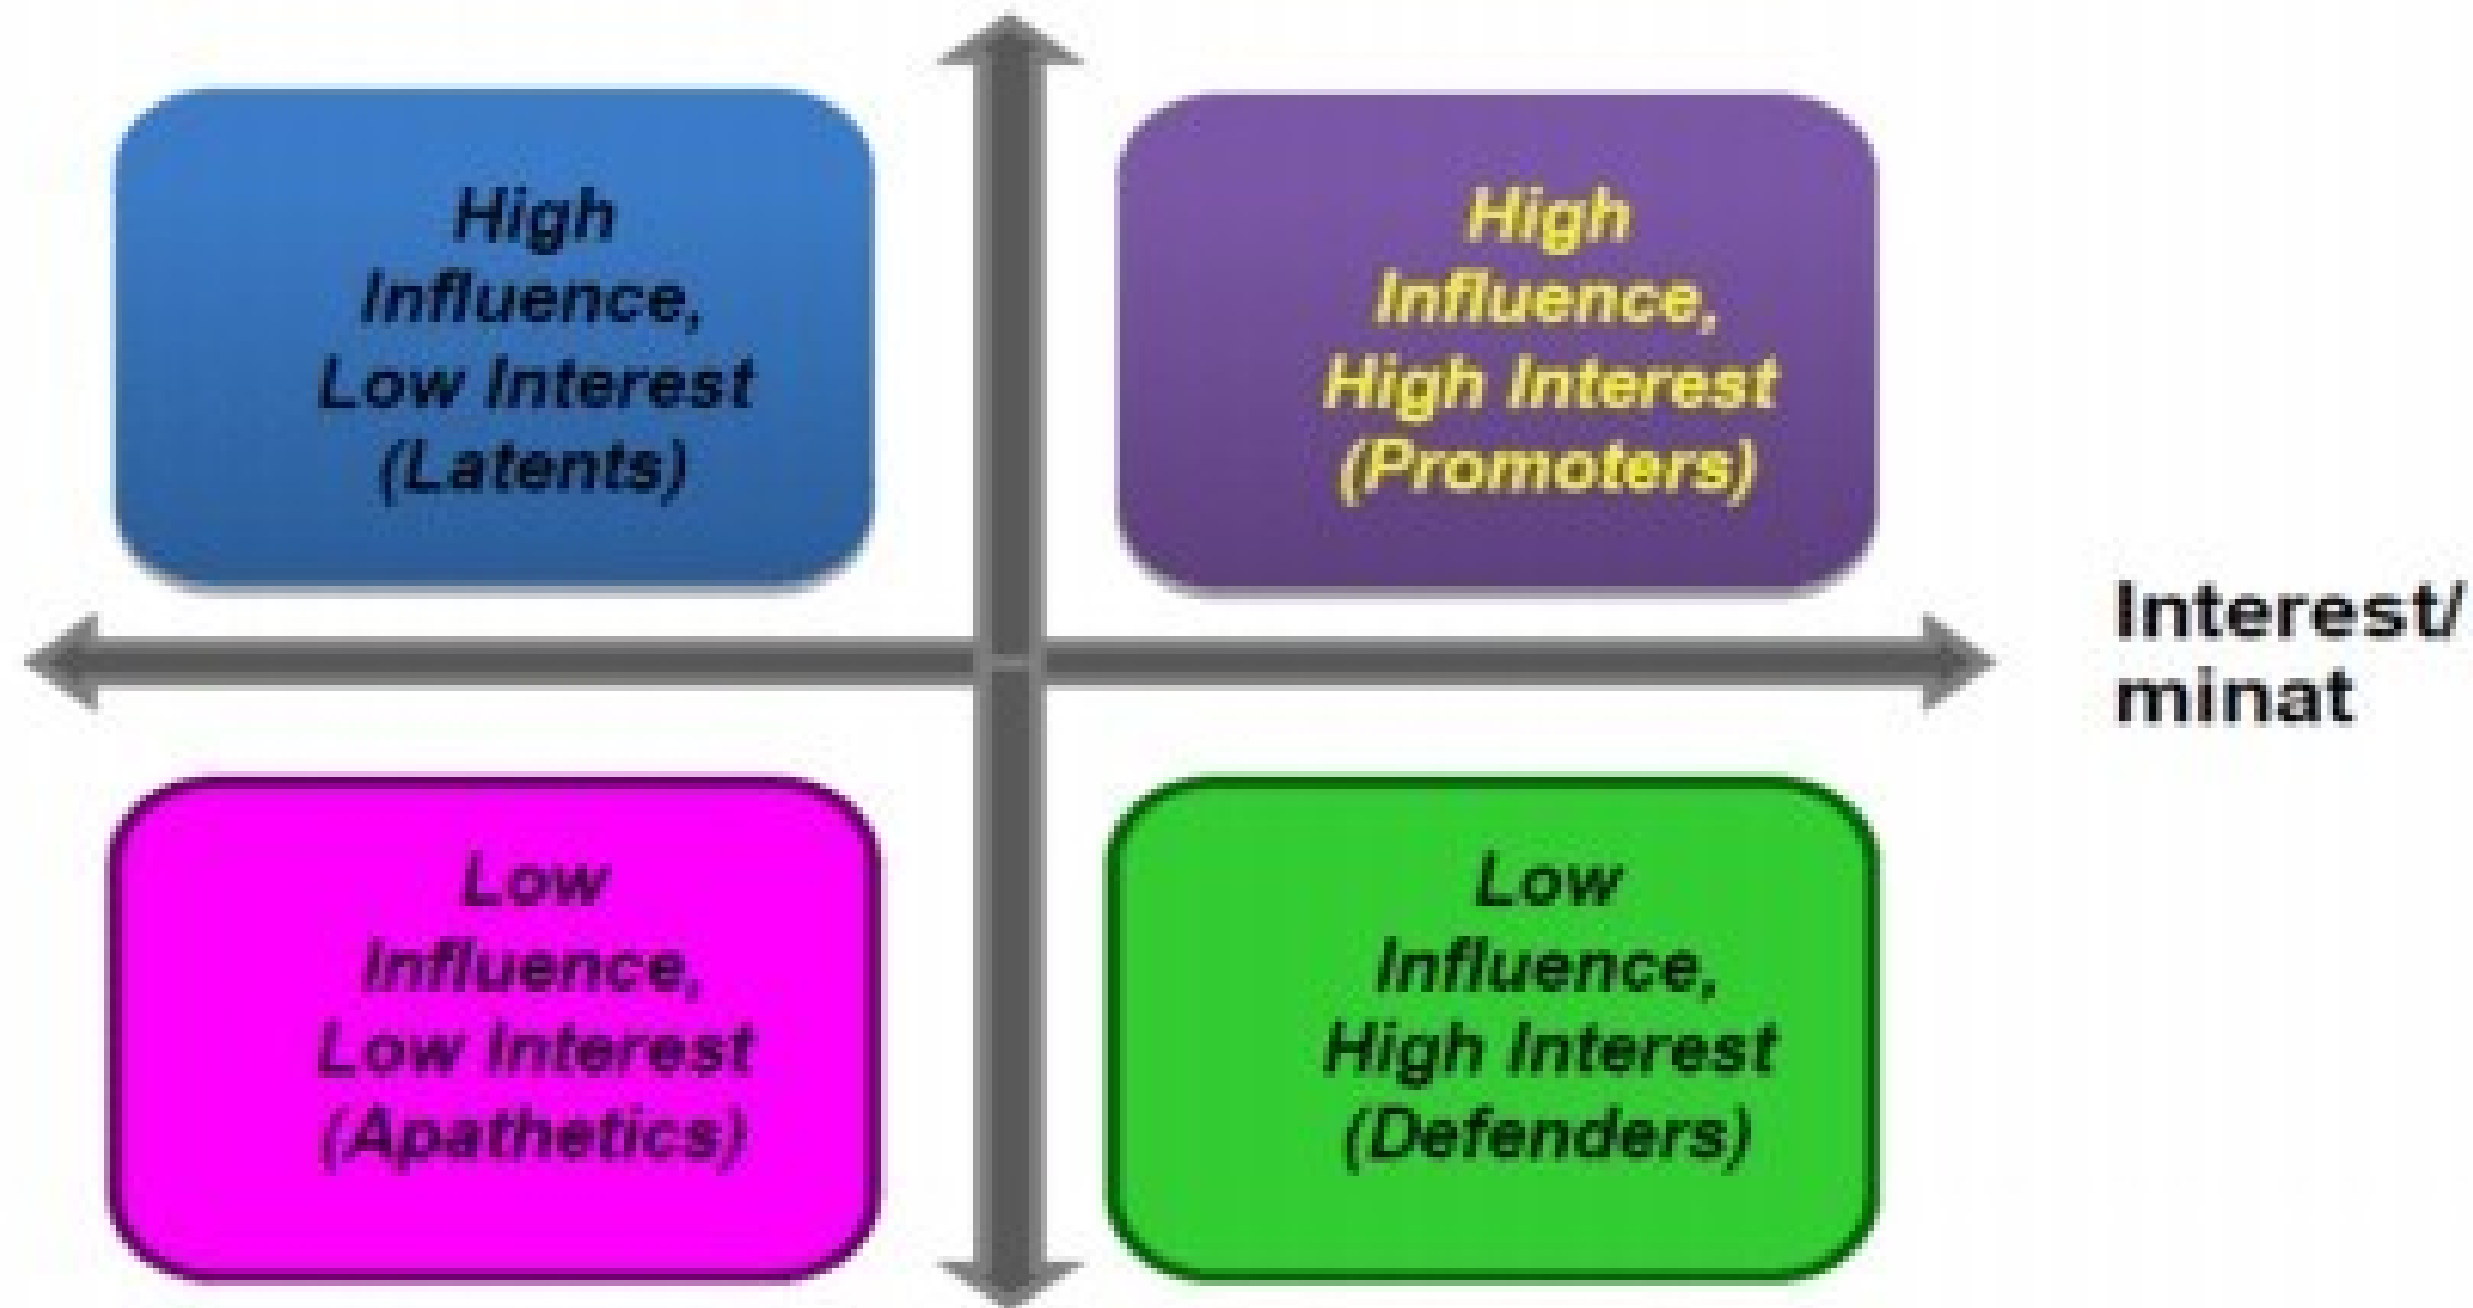 High
Influence,
Low Interest
(Latents)
High
Influence,
High Interest
(Promoters)
Interest/
minat
Low
Influence,
Low Interest
(Apathetics)
Low
Influence,
High Interest
(Defenders)